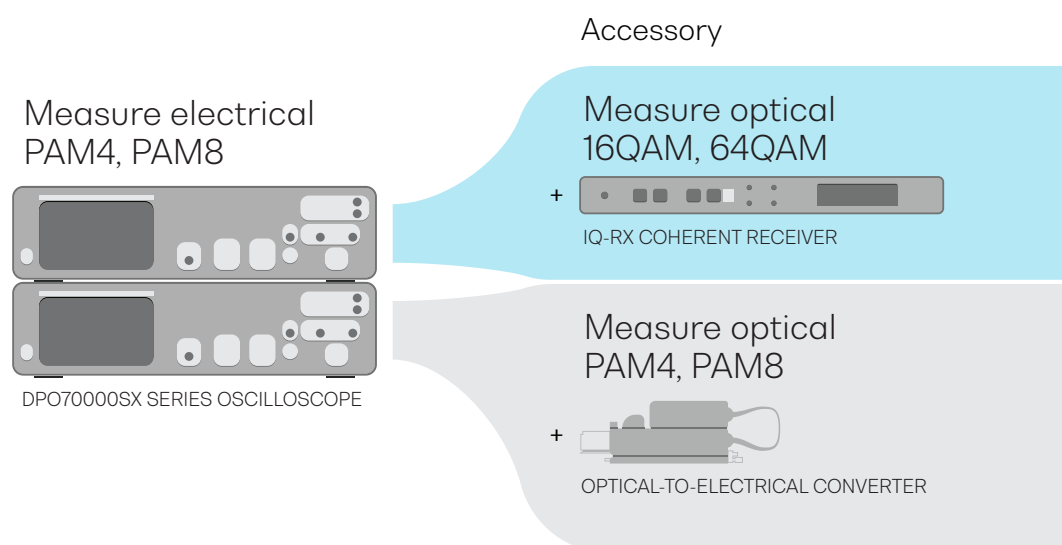 Accessory
Measure electrical
PAM4, PAM8
DPO70000SX SERIES OSCILLOSCOPE
Measure optical
16QAM, 64QAM
+
IQ-RX COHERENT RECEIVER
Measure optical
PAM4, PAM8
+
OPTICAL-TO-ELECTRICAL CONVERTER